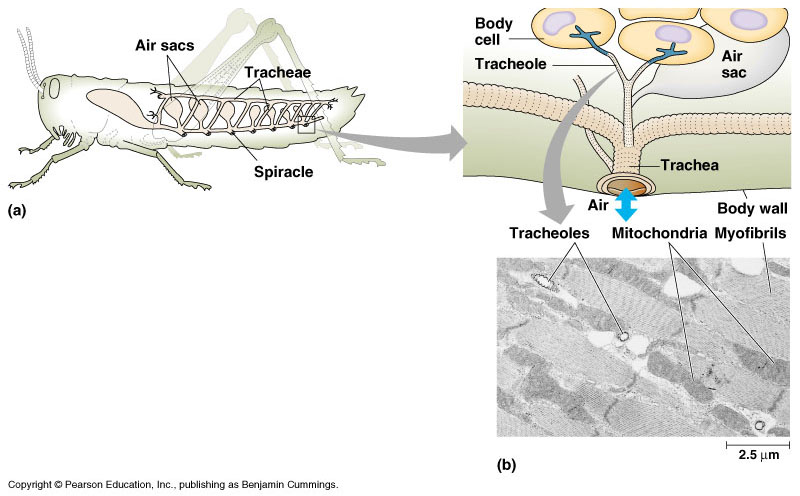 Air sacs
Tracheae
Spiracle
(a)
Body
cell
Tracheole
Air
sac
Trachea
Air
Body wall
Tracheoles
Mitochondria
Myofibrils
2.5 µm
(b)
Copyright © Pearson Education, Inc., publishing as Benjamin Cummings.